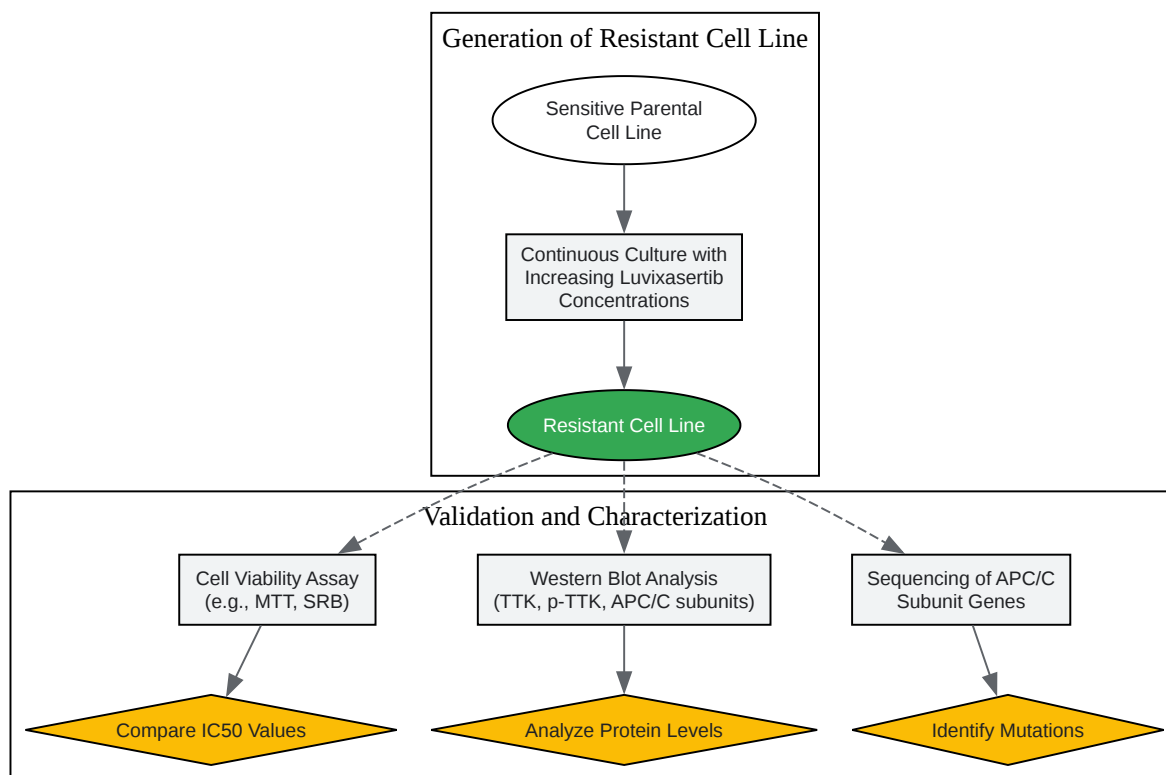 Generation of Resistant Cell Line
Sensitive Parental
Cell Line
Continuous Culture with
Increasing Luvixasertib
Concentrations
Resistant Cell Line
Validation and Characterization
Cell Viability Assay
(e.g., MTT, SRB)
Western Blot Analysis
(TTK, p-TTK, APC/C subunits)
Sequencing of APC/C
Subunit Genes
Compare IC50 Values
Analyze Protein Levels
Identify Mutations